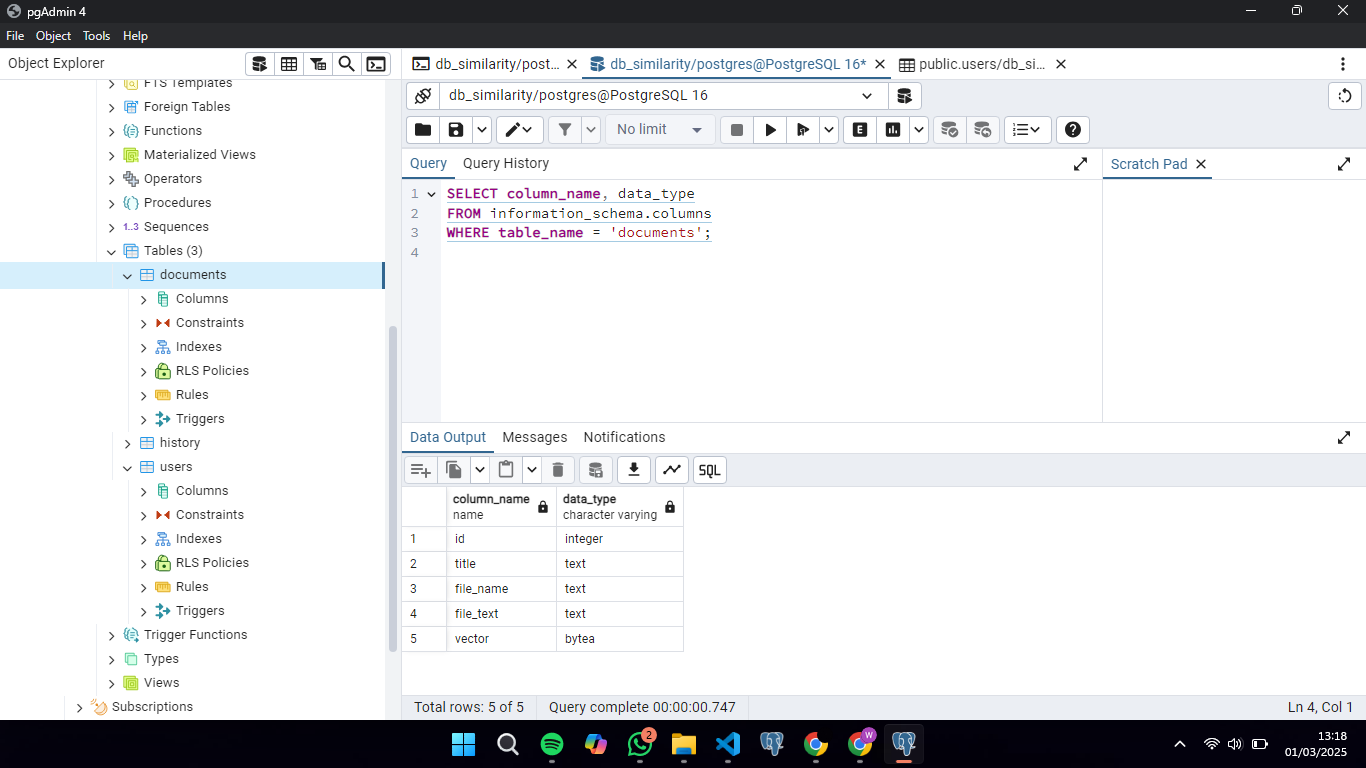 pgAdmin 4
File Object Tools Help
Object Explorer
FTS Templates
Foreign Tables
Functions
Materialized Views
Operators
Procedures
1..3 Sequences
Tables (3)
documents
Columns
Constraints
Indexes
RLS Policies
Rules
Triggers
history
users
Columns
Constraints
Indexes
RLS Policies
Rules
Triggers
Trigger Functions
Types
Views
Subscriptions
db_similarity/post... db_similarity/postgres@PostgreSQL 16* public.users/db_si...
db_similarity/postgres@PostgreSQL 16
No limit E
Query Query History
Scratch Pad
1 SELECT column_name, data_type
2 FROM information_schema.columns
3 WHERE table_name = 'documents';
4
Data Output Messages Notifications
SQL
column_name data_type
name character varying
1 id integer
2 title text
3 file_name text
4 file_text text
5 vector bytea
Total rows: 5 of 5 Query complete 00:00:00.747 Ln 4, Col 1
2 W
13:18
01/03/2025